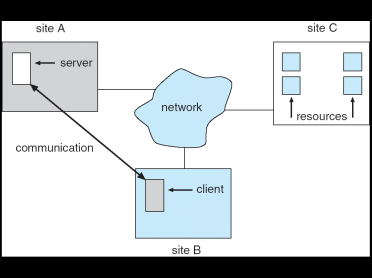 site A
site C
server
network
resources
communication
client
site B